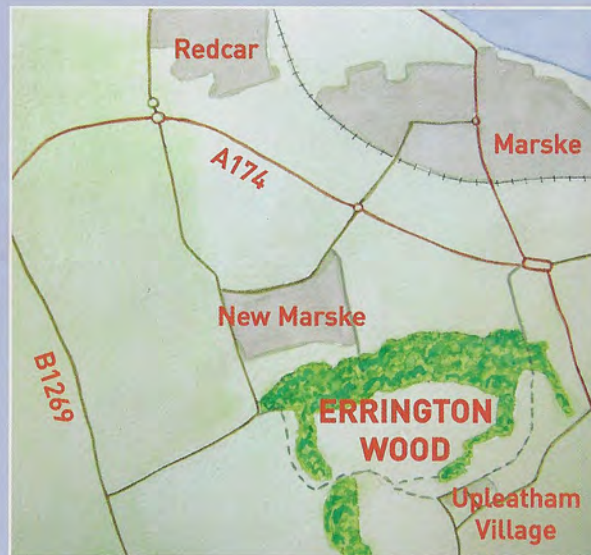 Redcar
Marske
A174
New Marske
B1269
ERRINGTON
WOOD
Upleatham
Village